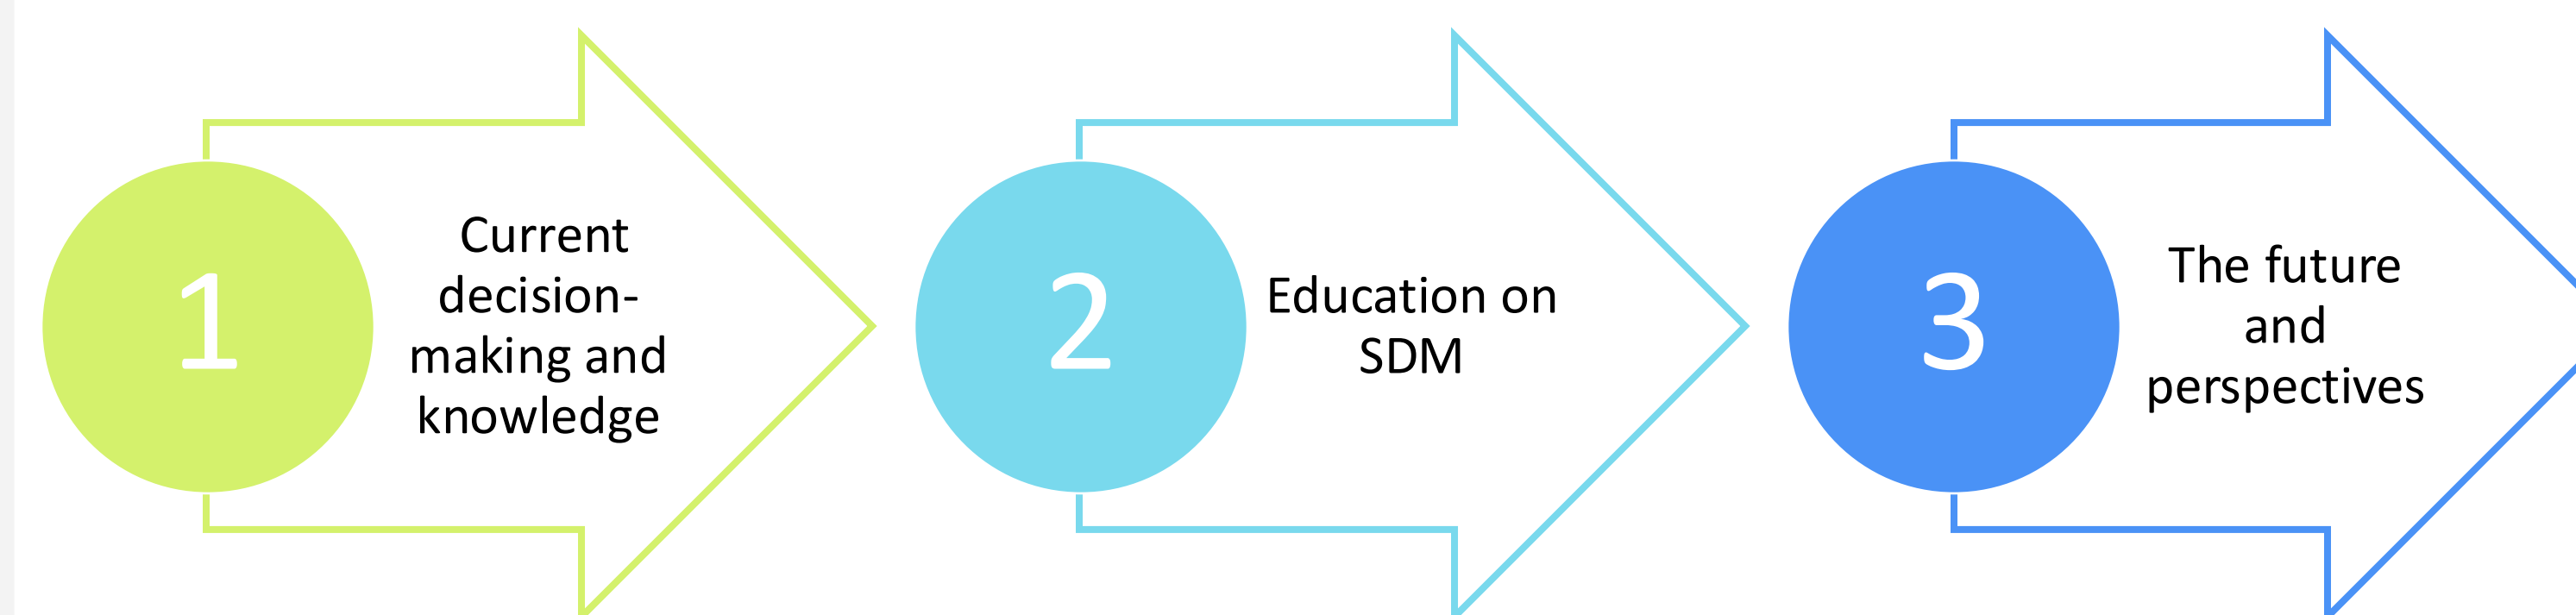 1
Current
decision-
making and
knowledge
2
Education on
SDM
3
The future
and
perspectives